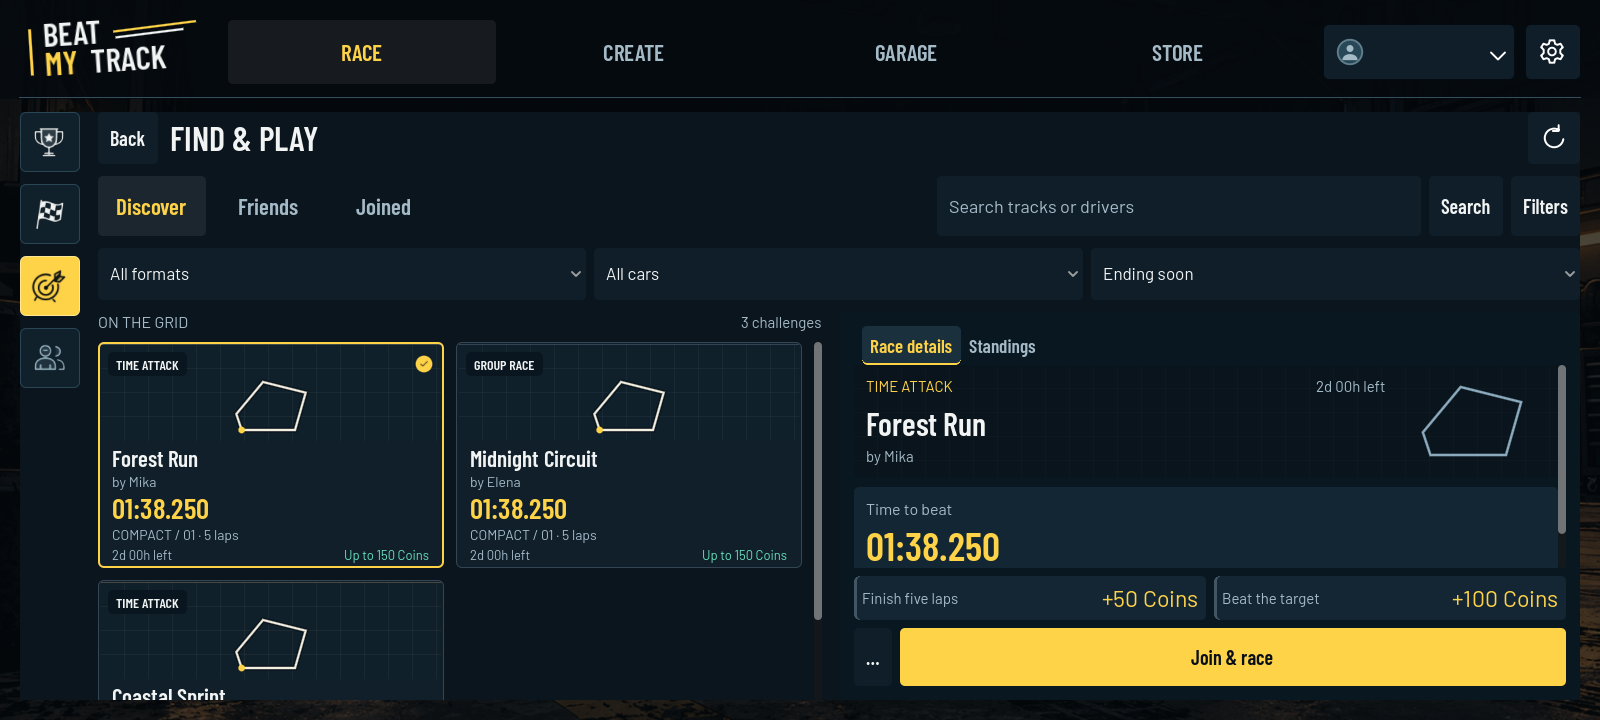 BEAT
MY TRACK
RACE
CREATE
GARAGE
STORE
Back
FIND & PLAY
Discover
Friends
Joined
Search tracks or drivers
Search
Filters
All formats
All cars
Ending soon
ON THE GRID
3 challenges
TIME ATTACK
Forest Run
by Mika
01:38.250
COMPACT / 01 · 5 laps
2d 00h left
Up to 150 Coins
GROUP RACE
Midnight Circuit
by Elena
01:38.250
COMPACT / 01 · 5 laps
2d 00h left
Up to 150 Coins
TIME ATTACK
Coastal Sprint
Race details
Standings
TIME ATTACK
2d 00h left
Forest Run
by Mika
Time to beat
01:38.250
Finish five laps
+50 Coins
Beat the target
+100 Coins
...
Join & race